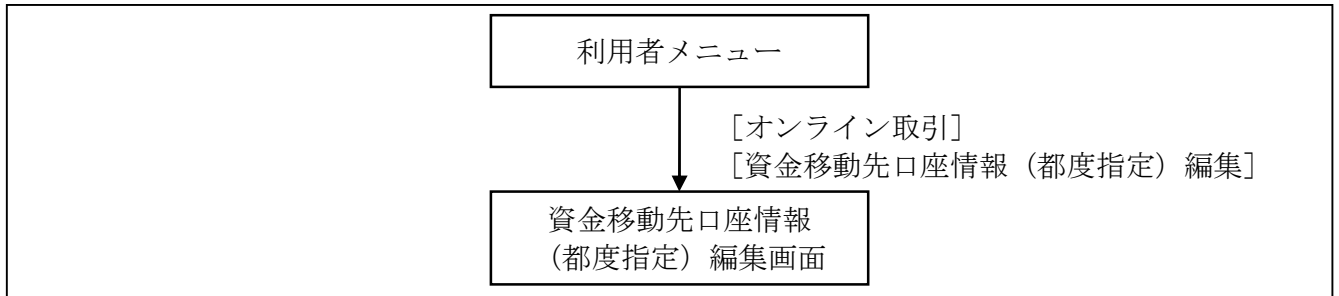 利用者メニュー
［オンライン取引］
［資金移動先口座情報（都度指定）編集］
資金移動先口座情報
（都度指定）編集画面